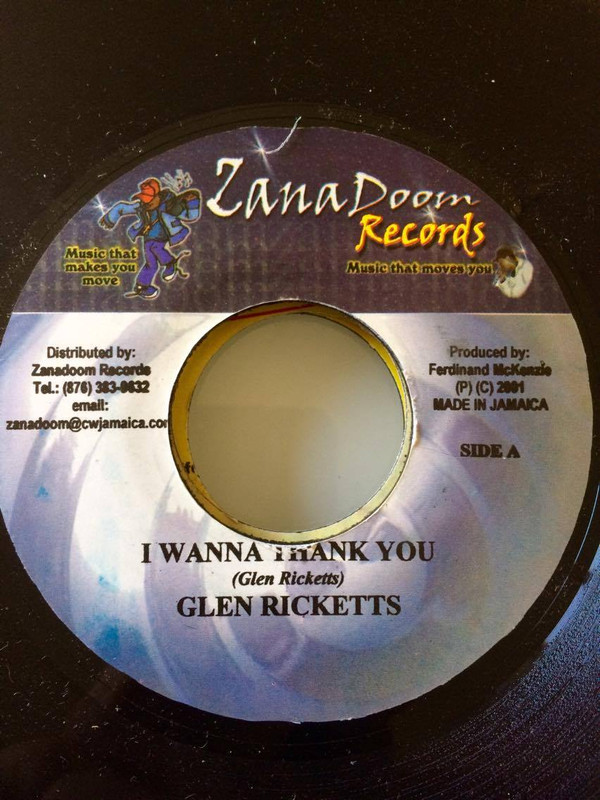 ZanaDoom
Records
Music that
makes you
move
Music that moves you
Distributed by:
Zanadoom Records
Tel.: (876) 383-0632
email:
zanadoom@cwjamaica.com
Produced by:
Ferdinand McKenzie
(P) (C) 2001
MADE IN JAMAICA
SIDE A
I WANNA THANK YOU
(Glen Ricketts)
GLEN RICKETTS